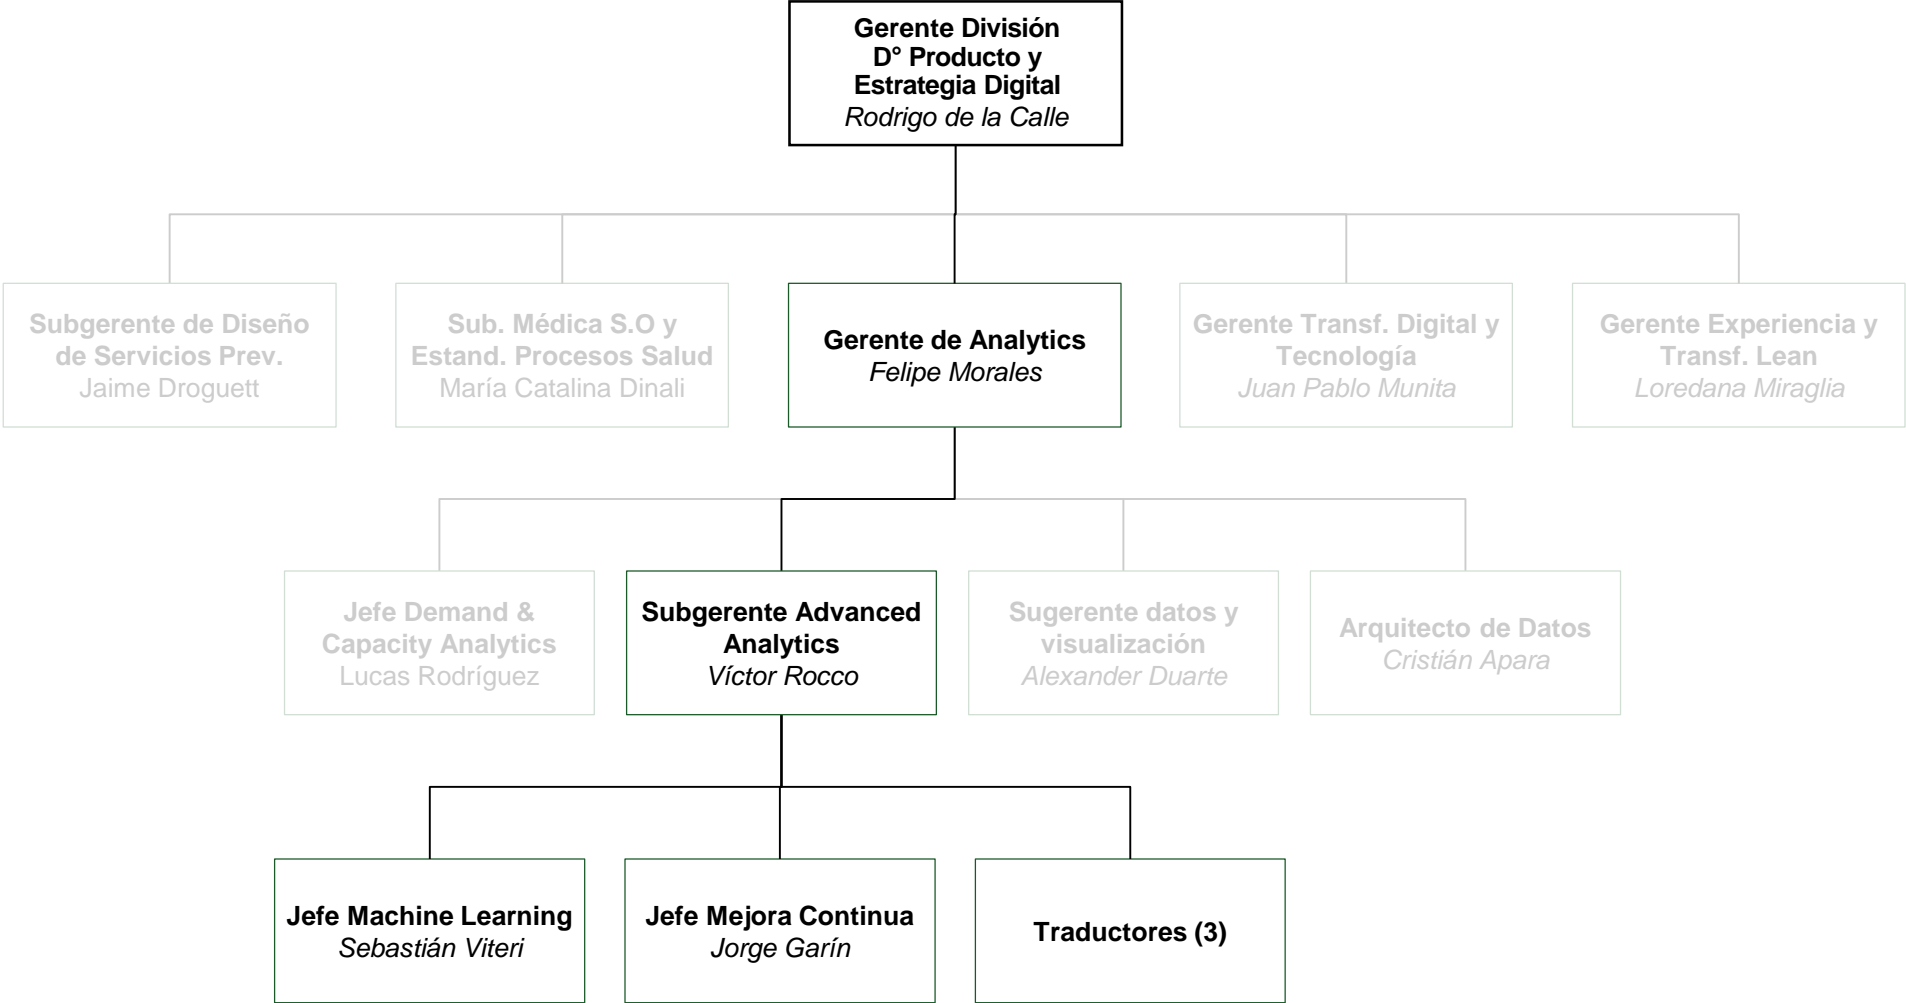 Gerente División
D° Producto y
Estrategia Digital
Rodrigo de la Calle
Subgerente de Diseño
de Servicios Prev.
Jaime Droguett
Sub. Médica S.O y
Estand. Procesos Salud
María Catalina Dinali
Gerente de Analytics
Felipe Morales
Gerente Transf. Digital y
Tecnología
Juan Pablo Munita
Gerente Experiencia y
Transf. Lean
Loredana Miraglia
Jefe Demand &
Capacity Analytics
Lucas Rodríguez
Subgerente Advanced
Analytics
Víctor Rocco
Sugerente datos y
visualización
Alexander Duarte
Arquitecto de Datos
Cristián Apara
Jefe Machine Learning
Sebastián Viteri
Jefe Mejora Continua
Jorge Garín
Traductores (3)